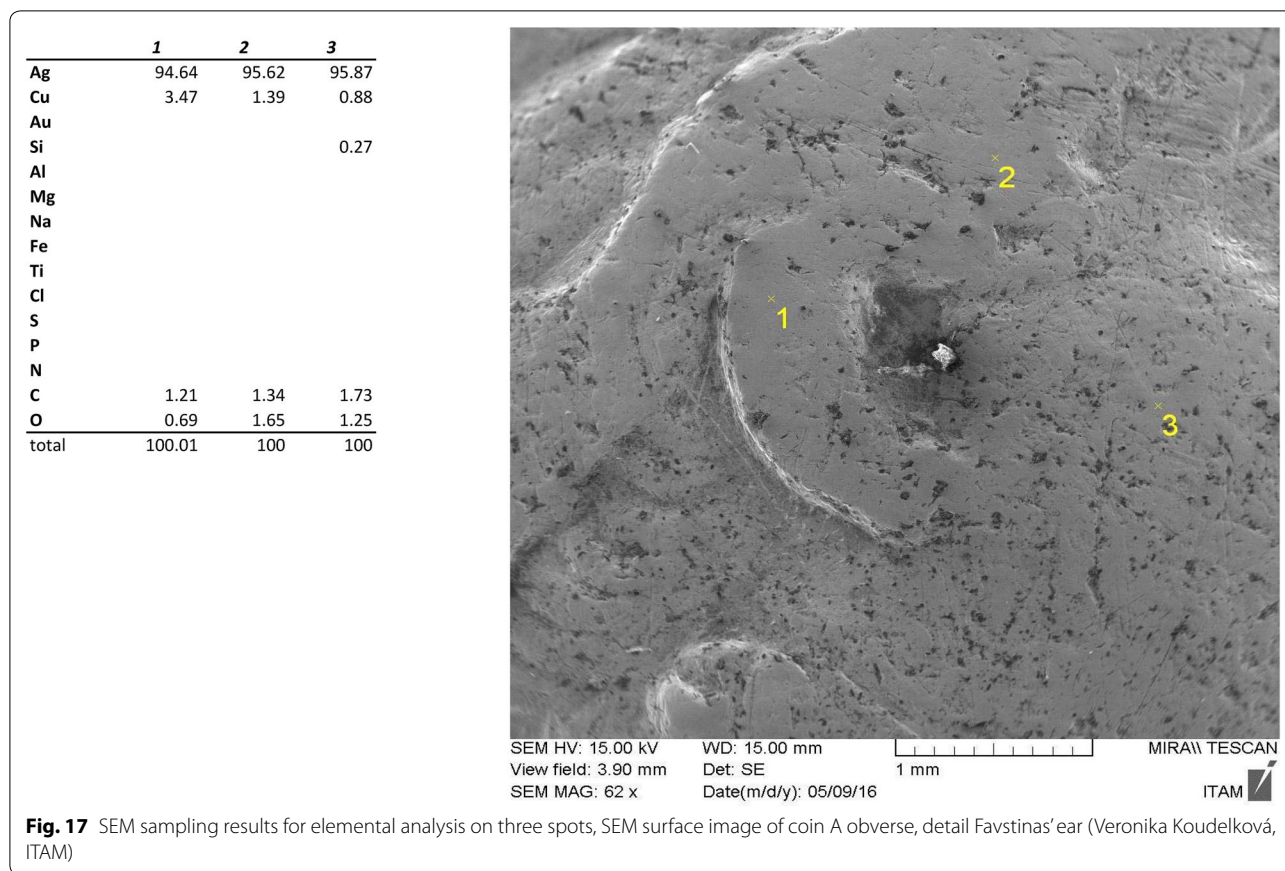 1 2 3
Ag 94.64 95.62 95.87
Cu 3.47 1.39 0.88
Au
Si 0.27
Al
Mg
Na
Fe
Ti
Cl
S
P
N
C 1.21 1.34 1.73
O 0.69 1.65 1.25
total 100.01 100 100
2
1
3
SEM HV: 15.00 kV WD: 15.00 mm MIRA\\ TESCAN
View field: 3.90 mm Det: SE 1 mm
SEM MAG: 62 x Date(m/d/y): 05/09/16 ITAM
Fig. 17 SEM sampling results for elemental analysis on three spots, SEM surface image of coin A obverse, detail Favstinas’ ear (Veronika Koudelková,
ITAM)